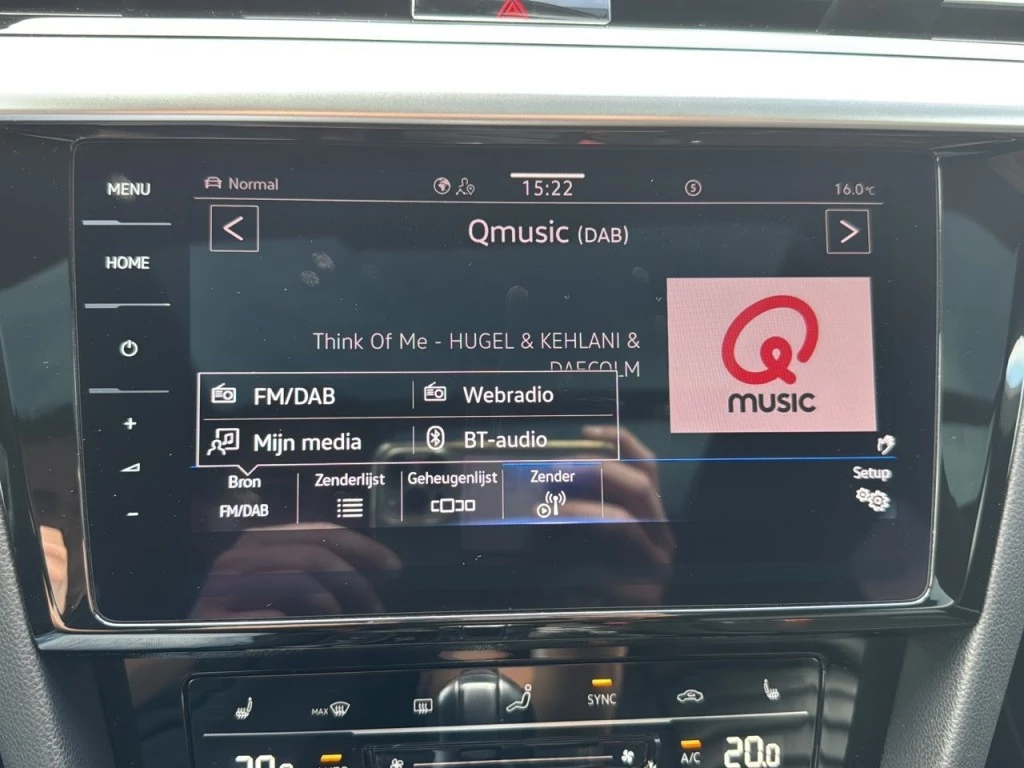 MENU
HOME
+
-
Normal
15:22
5
16.0°C
<
Qmusic (DAB)
>
Think Of Me - HUGEL & KEHLANI &
Q
MUSIC
FM/DAB
Webradio
Mijn media
BT-audio
Bron
FM/DAB
Zenderlijst
Geheugenlijst
Zender
Setup
MAX
SYNC
A/C
20.0